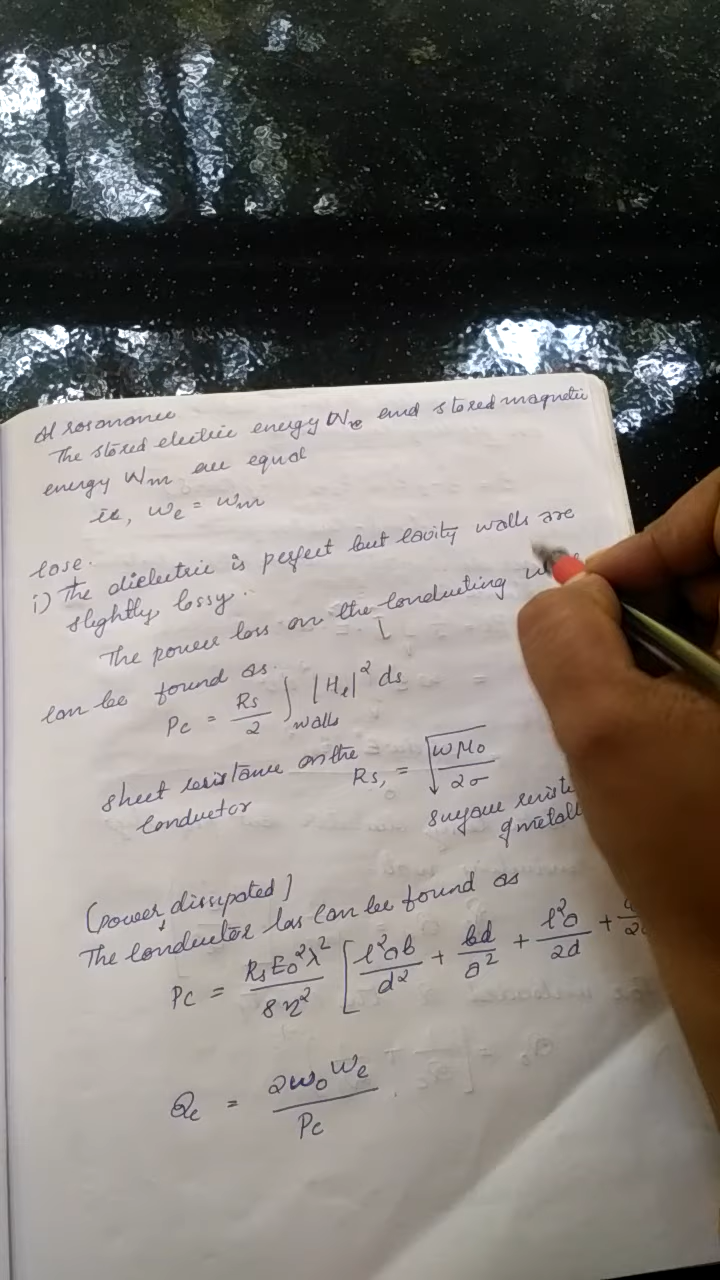 At resonance
The stored electric energy We and stored magnetic
energy Wm are equal
ie, We = Wm
case.
i) The dielectric is perfect but cavity walls are
slightly lossy.
The power loss on the conducting
can be found as
Pc = Rs/2 ∫walls |Ht|² ds
sheet resistance on the
conductor
Rs, = √(ωμ₀/2σ)
surface
of metall
(power dissipated)
The conductor loss can be found as
Pc = RsE₀²λ²/8η² [l²ab/d² + bd/a² + l²a/2d +
Qc = 2ω₀We/Pc